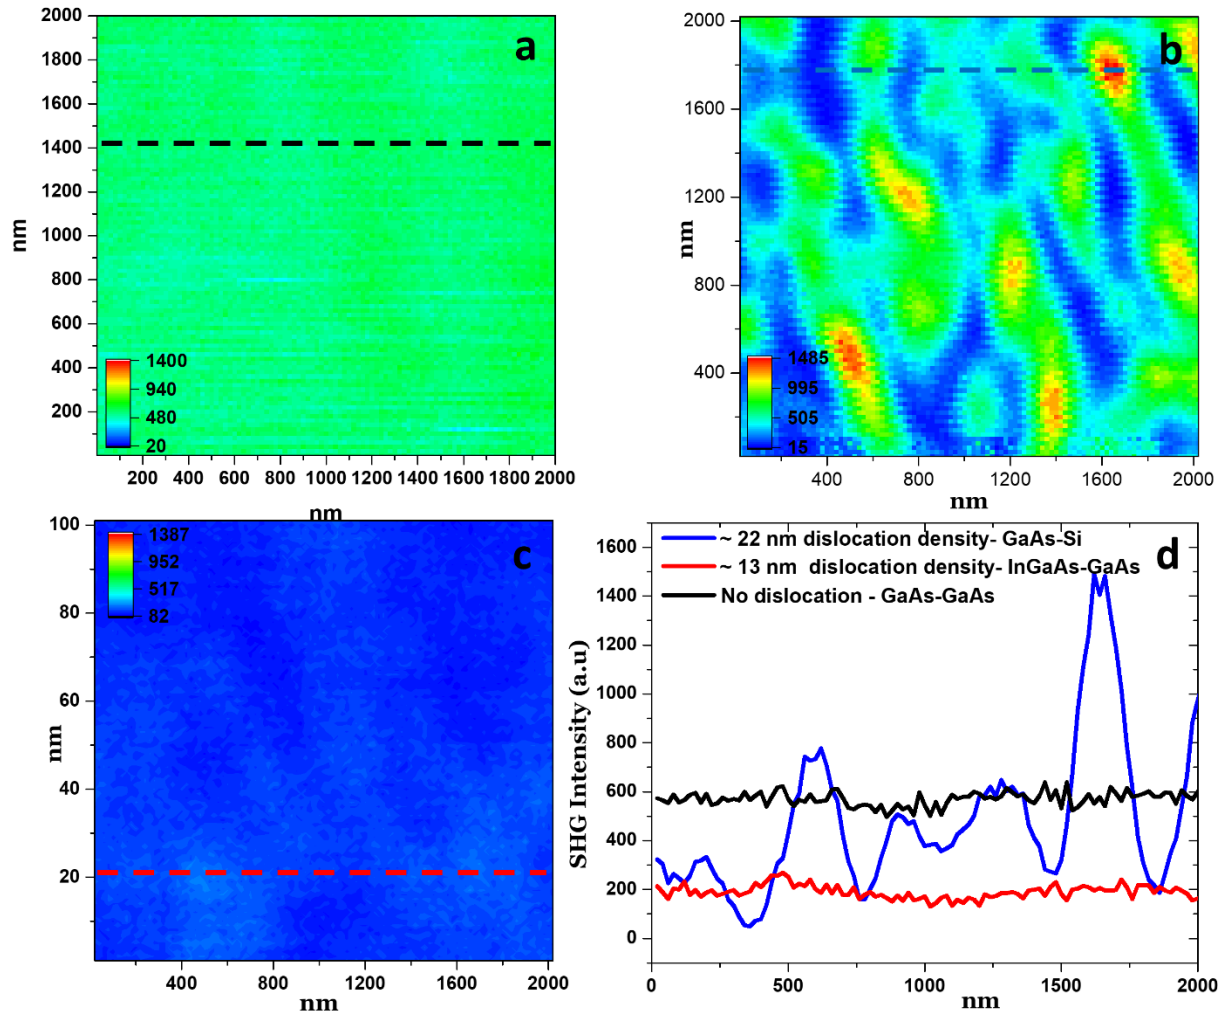 a
2000
1800
1600
1400
1200
1000
800
600
400
200
nm
1400
940
480
20
200 400 600 800 1000 1200 1400 1600 1800 2000
nm
b
2000
1600
1200
800
400
nm
1485
995
505
15
400 800 1200 1600 2000
nm
c
100
80
60
40
20
nm
1387
952
517
82
400 800 1200 1600 2000
nm
d
~ 22 nm dislocation density- GaAs-Si
~ 13 nm dislocation density- InGaAs-GaAs
No dislocation - GaAs-GaAs
1600
1400
1200
1000
800
600
400
200
0
SHG Intensity (a.u)
0 500 1000 1500 2000
nm